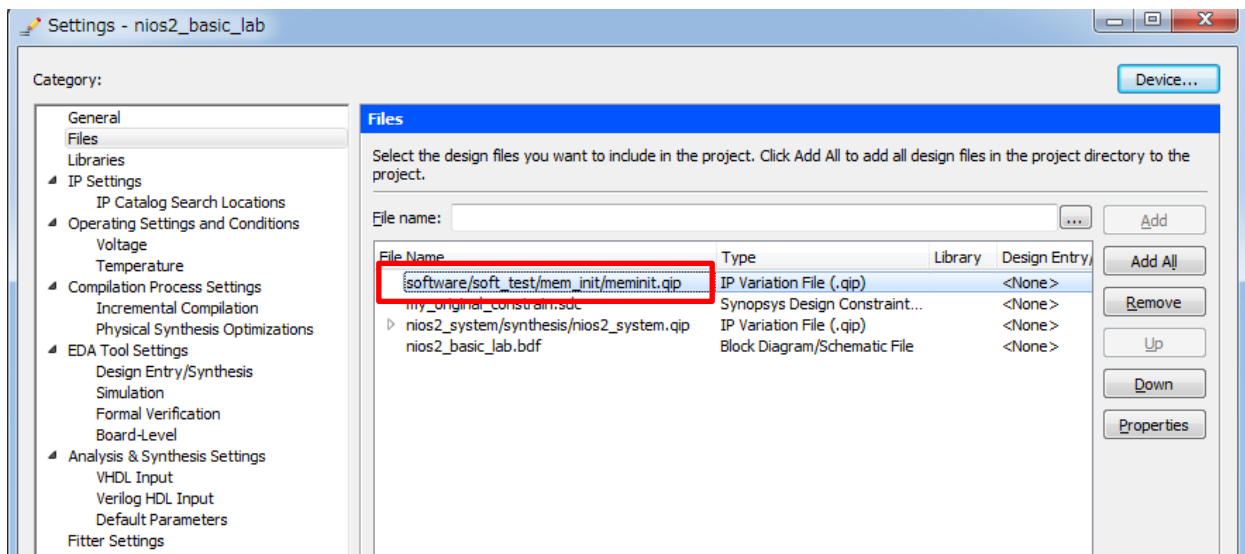 Settings - nios2_basic_lab
Category:
Device...
General
Files
Libraries
IP Settings
IP Catalog Search Locations
Operating Settings and Conditions
Voltage
Temperature
Compilation Process Settings
Incremental Compilation
Physical Synthesis Optimizations
EDA Tool Settings
Design Entry/Synthesis
Simulation
Formal Verification
Board-Level
Analysis & Synthesis Settings
VHDL Input
Verilog HDL Input
Default Parameters
Fitter Settings
Files
Select the design files you want to include in the project. Click Add All to add all design files in the project directory to the
project.
File name:
...
Add
File Name Type Library Design Entry/
software/soft_test/mem_init/meminit.qip IP Variation File (.qip) <None>
my_original_constrain.sdc Synopsys Design Constraint... <None>
nios2_system/synthesis/nios2_system.qip IP Variation File (.qip) <None>
nios2_basic_lab.bdf Block Diagram/Schematic File <None>
Add All
Remove
Up
Down
Properties